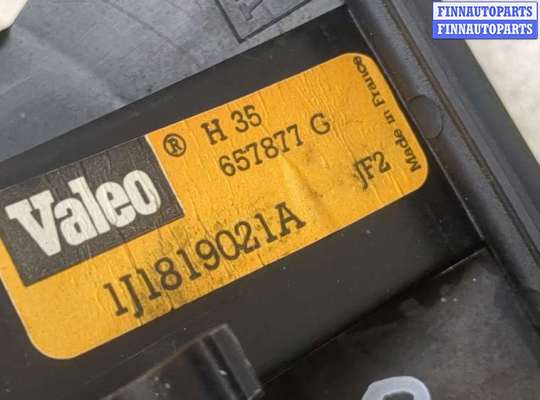 FINNAUTOPARTS
FINNAUTOPARTS
Valeo
®
H 35
657877 G
1J1819021A
JF2
Made in France